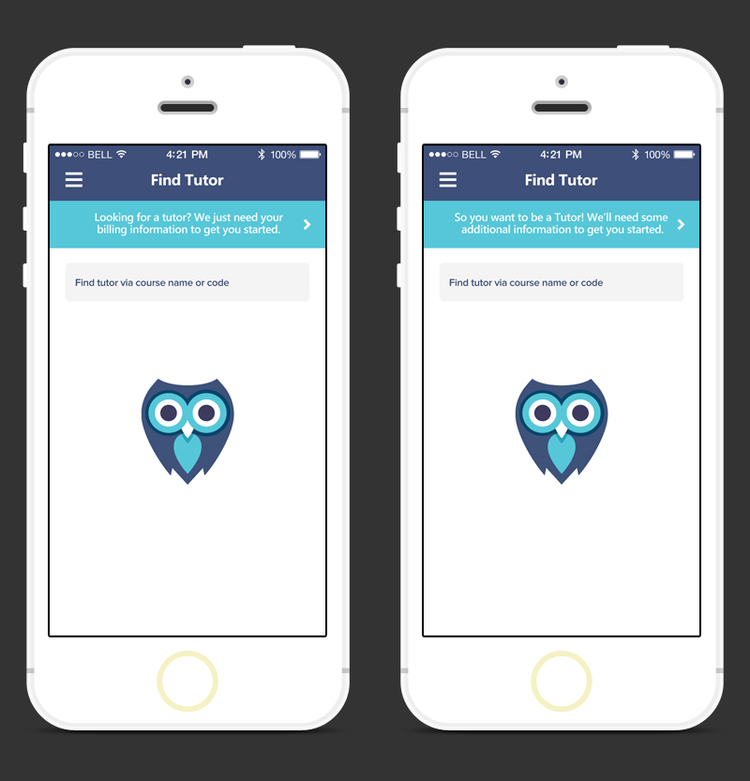 BELL 4:21 PM 100%
Find Tutor
Looking for a tutor? We just need your
billing information to get you started.
Find tutor via course name or code
BELL 4:21 PM 100%
Find Tutor
So you want to be a Tutor! We'll need some
additional information to get you started.
Find tutor via course name or code